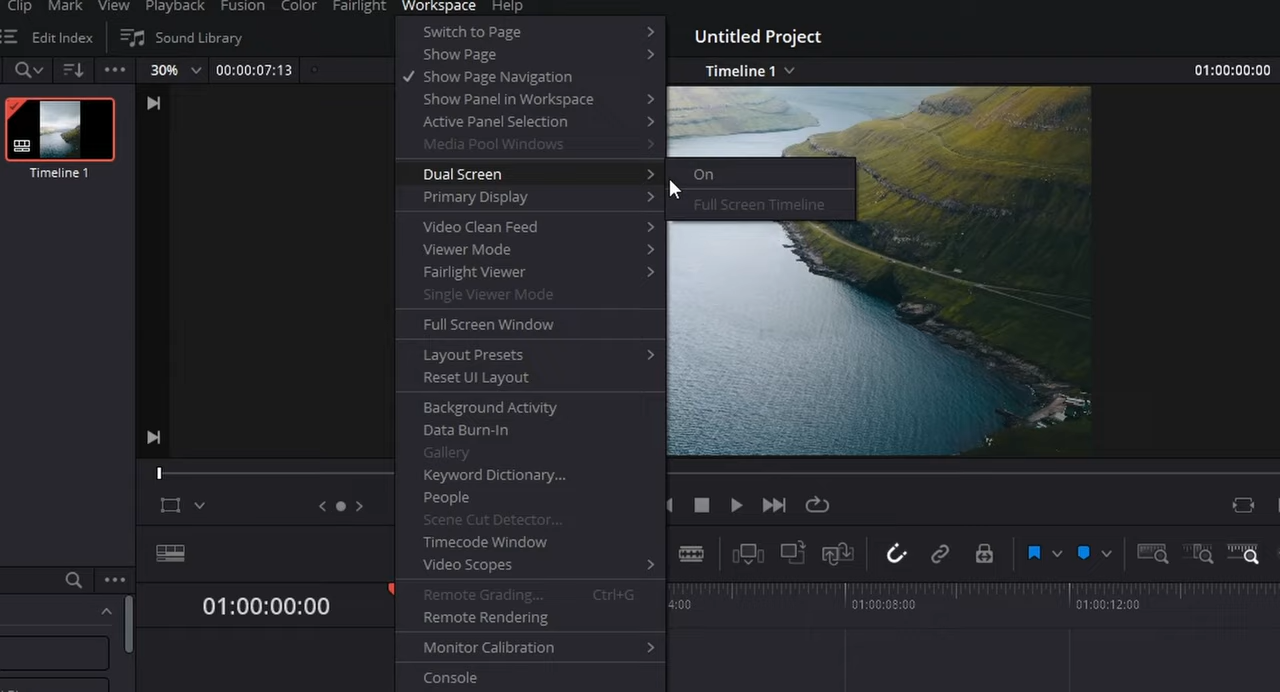 Clip Mark View Playback Fusion Color Fairlight Workspace Help
Edit Index Sound Library
Untitled Project
30% 00:00:07:13
Timeline 1 01:00:00:00
Timeline 1
Switch to Page
Show Page
Show Page Navigation
Show Panel in Workspace
Active Panel Selection
Media Pool Windows
Dual Screen
Primary Display
Video Clean Feed
Viewer Mode
Fairlight Viewer
Single Viewer Mode
Full Screen Window
Layout Presets
Reset UI Layout
Background Activity
Data Burn-In
Gallery
Keyword Dictionary...
People
Scene Cut Detector...
Timecode Window
Video Scopes
Remote Grading... Ctrl+G
Remote Rendering
Monitor Calibration
Console
On
Full Screen Timeline
01:00:00:00
4:00 01:00:08:00 01:00:12:00